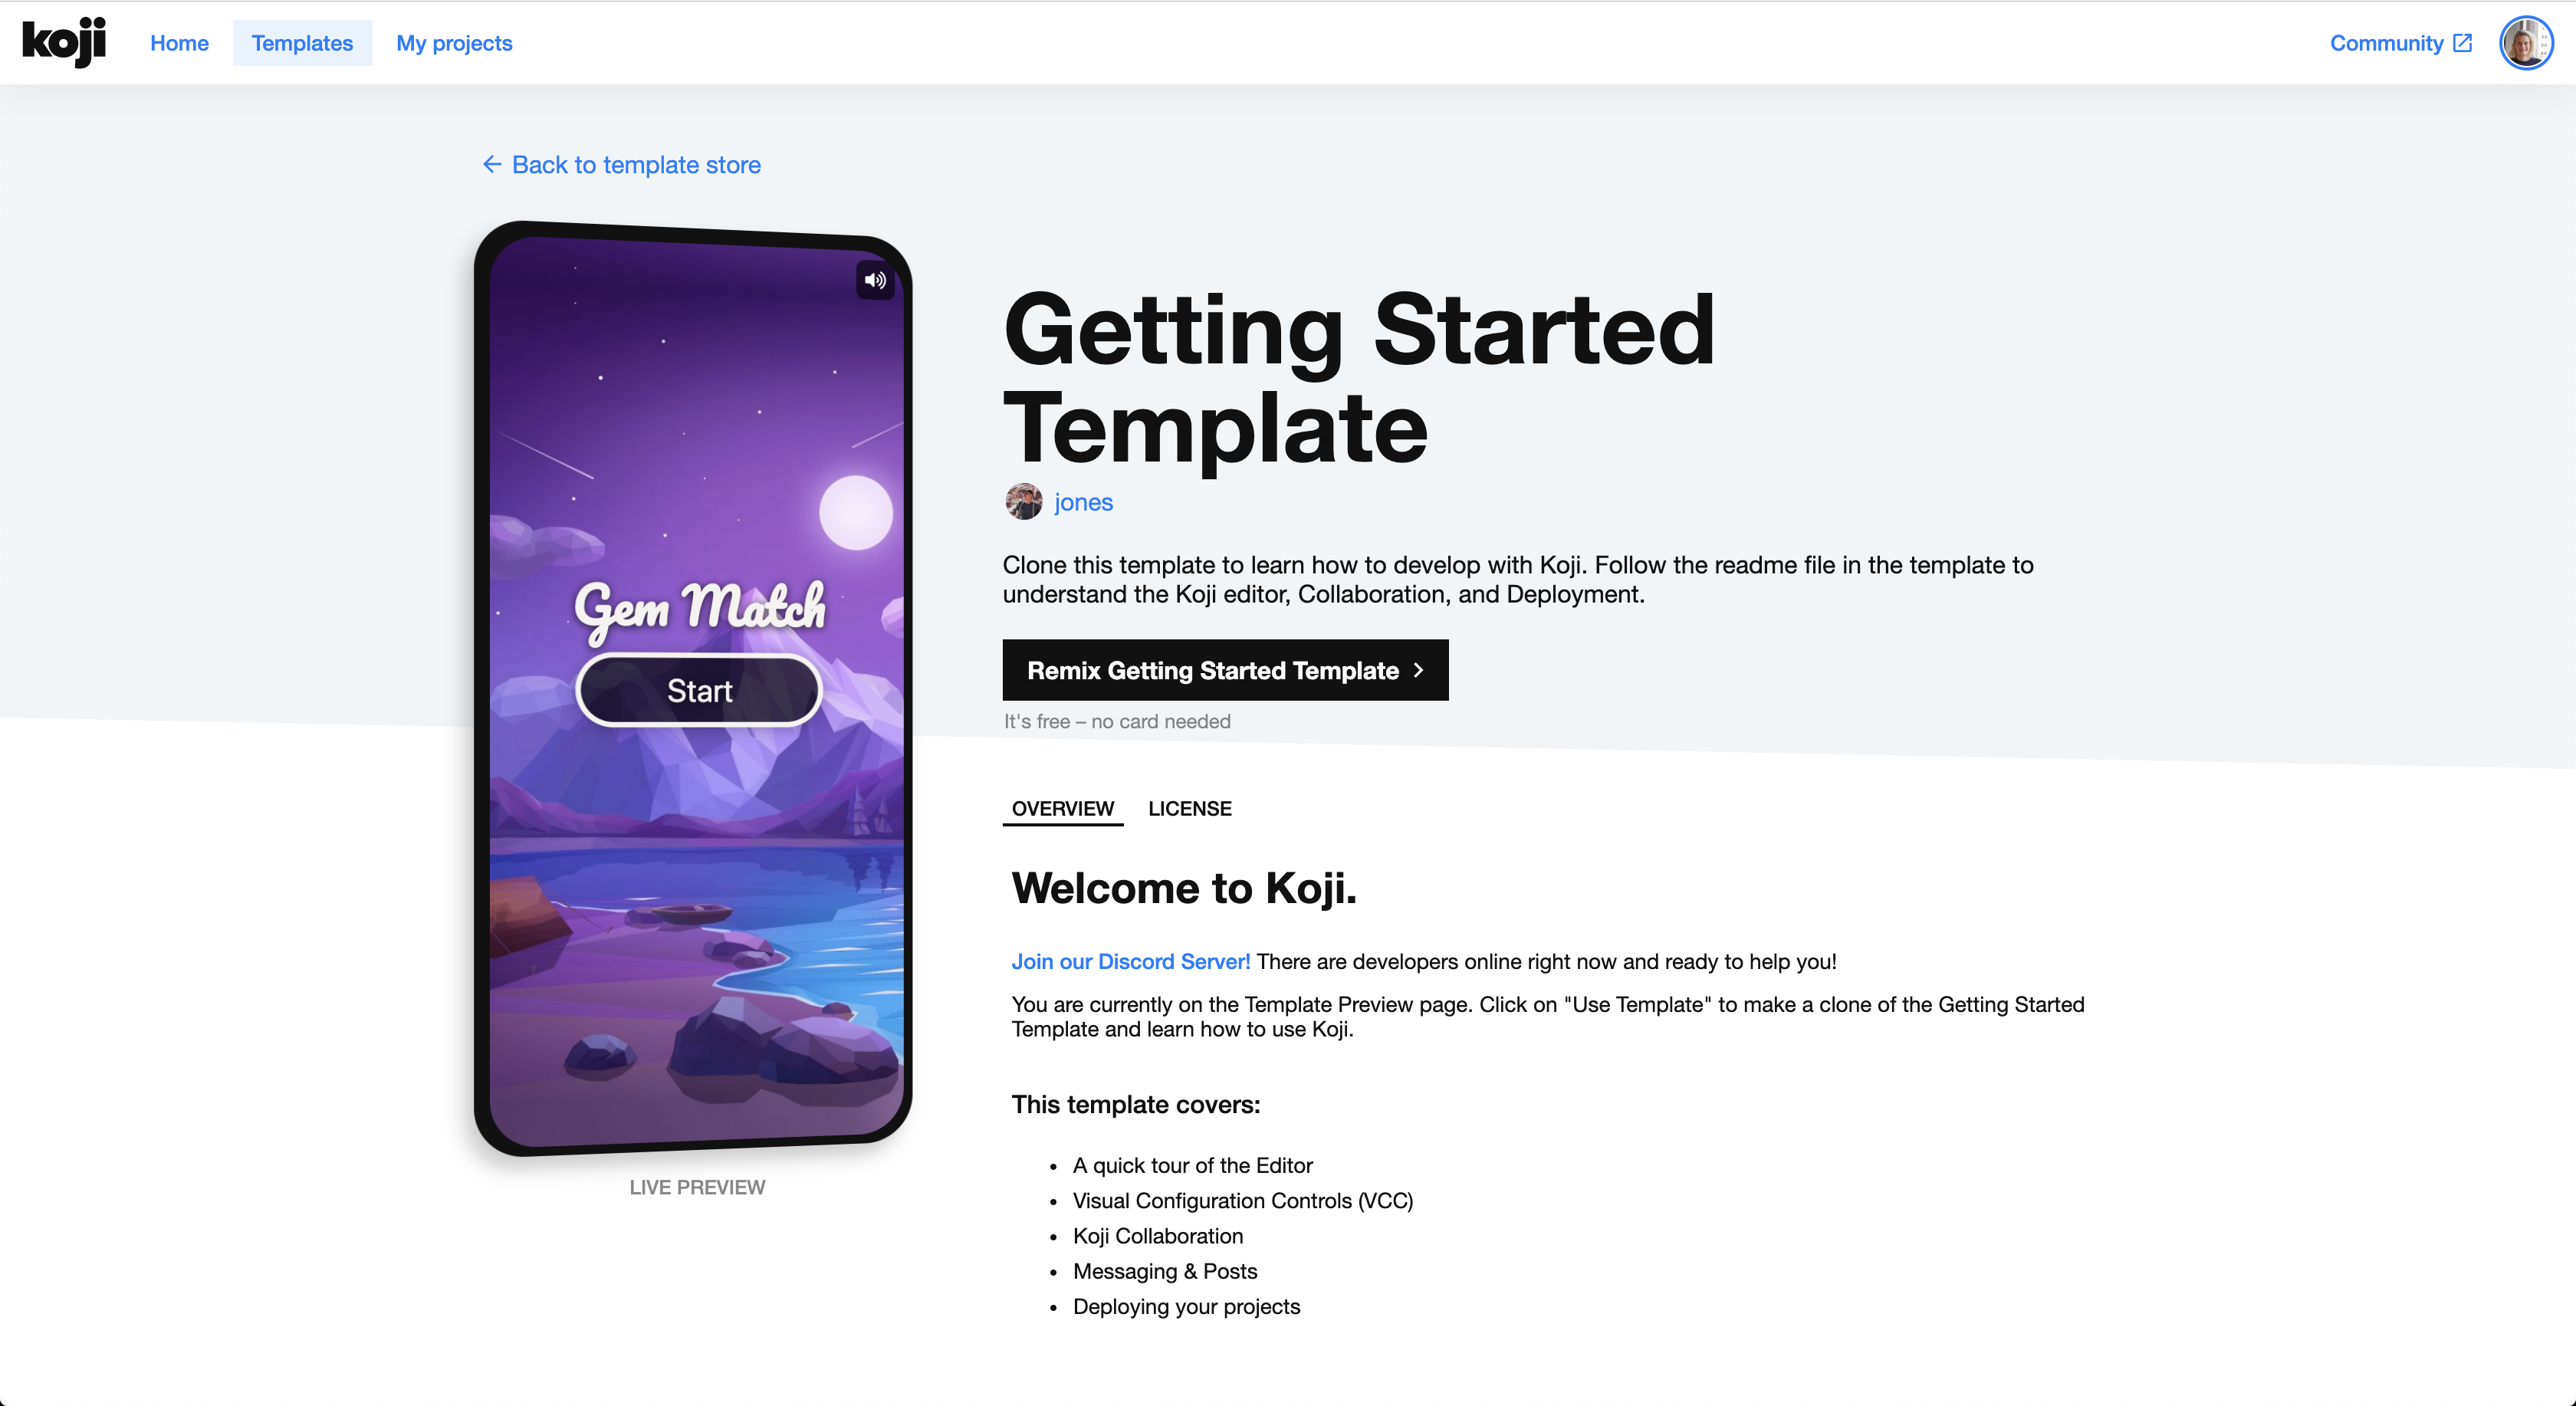 koji
Home
Templates
My projects
Community
Back to template store
Gem Match
Start
LIVE PREVIEW
Getting Started
Template
jones
Clone this template to learn how to develop with Koji. Follow the readme file in the template to
understand the Koji editor, Collaboration, and Deployment.
Remix Getting Started Template
It's free – no card needed
OVERVIEW
LICENSE
Welcome to Koji.
Join our Discord Server! There are developers online right now and ready to help you!
You are currently on the Template Preview page. Click on "Use Template" to make a clone of the Getting Started
Template and learn how to use Koji.
This template covers:
• A quick tour of the Editor
• Visual Configuration Controls (VCC)
• Koji Collaboration
• Messaging & Posts
• Deploying your projects